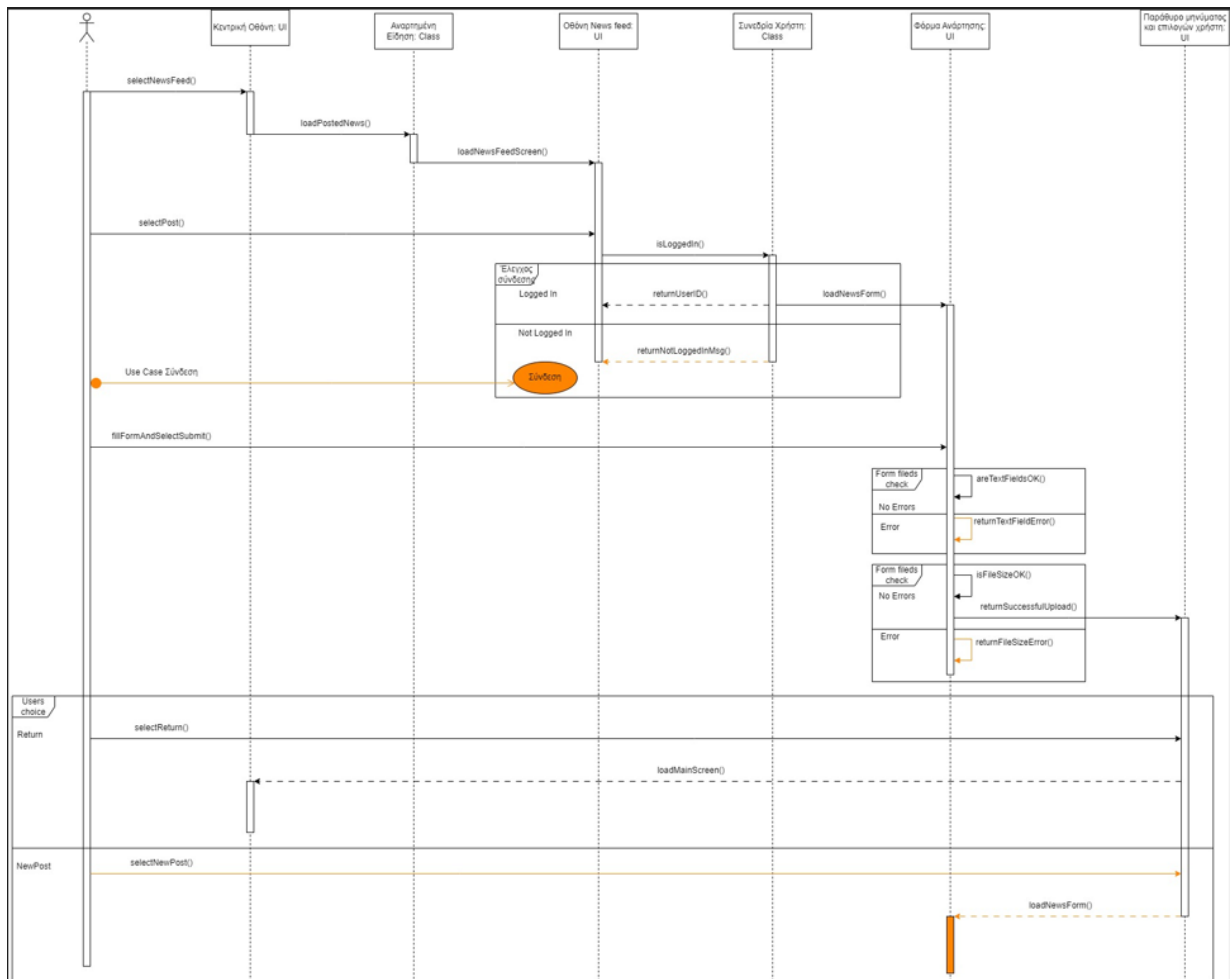 Κεντρική Οθόνη: UI
Αναρτημένη
Είδηση: Class
Οθόνη News feed:
UI
Συνεδρία Χρήστη:
Class
Φόρμα Ανάρτησης:
UI
Παράθυρο μηνύματος
και επιλογών χρήστη:
UI
selectNewsFeed()
loadPostedNews()
loadNewsFeedScreen()
selectPost()
isLoggedIn()
Έλεγχος
σύνδεσης
Logged In
returnUserID()
loadNewsForm()
Not Logged In
returnNotLoggedInMsg()
Use Case Σύνδεση
Σύνδεση
fillFormAndSelectSubmit()
Form fileds
check
areTextFieldsOK()
No Errors
Error
returnTextFieldError()
Form fileds
check
isFileSizeOK()
No Errors
returnSuccessfulUpload()
Error
returnFileSizeError()
Users
choice
Return
selectReturn()
loadMainScreen()
NewPost
selectNewPost()
loadNewsForm()